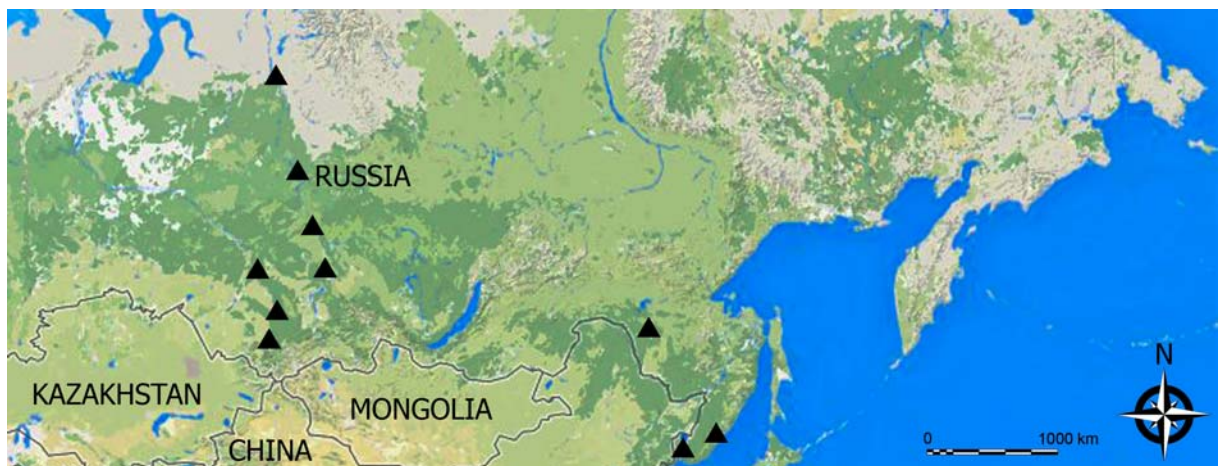 RUSSIA
KAZAKHSTAN
MONGOLIA
CHINA
N
0 1000 km